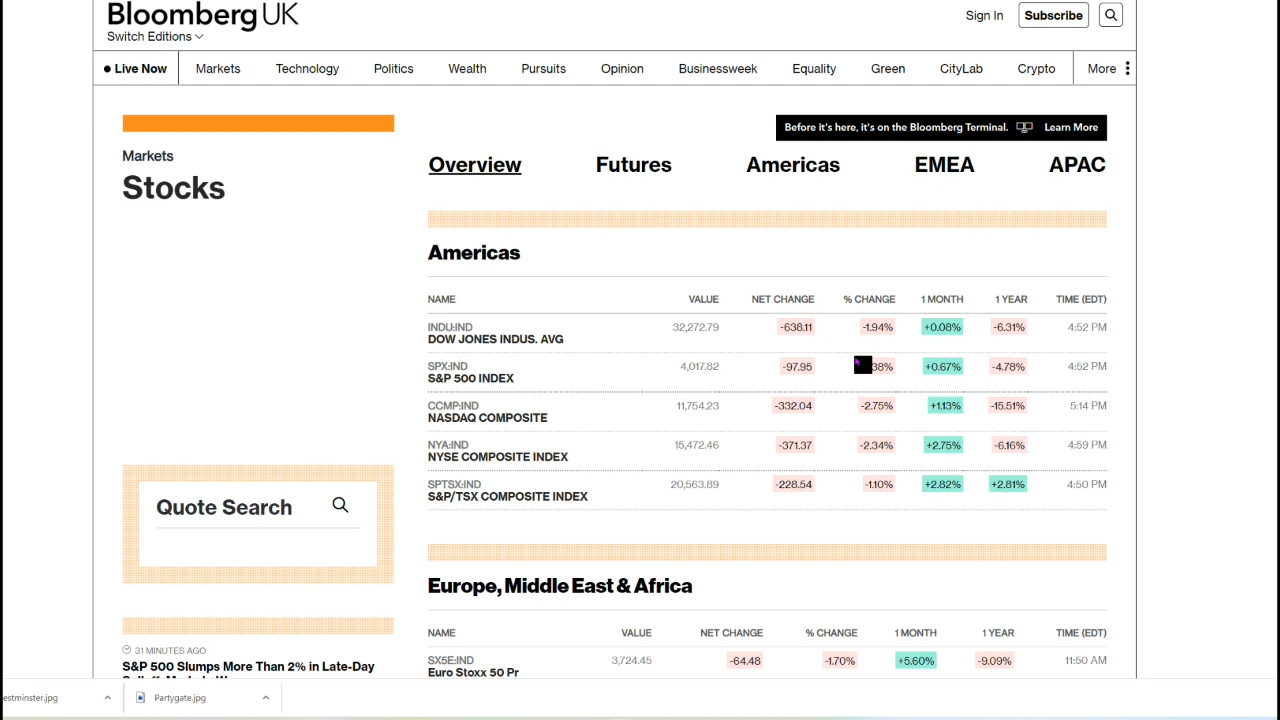 Bloomberg UK
Switch Editions
Sign In Subscribe
Live Now Markets Technology Politics Wealth Pursuits Opinion Businessweek Equality Green CityLab Crypto More
Before it's here, it's on the Bloomberg Terminal. Learn More
Markets
Stocks
Overview Futures Americas EMEA APAC
Americas
NAME VALUE NET CHANGE % CHANGE 1 MONTH 1 YEAR TIME (EDT)
INDU:IND 32,272.79 -638.11 -1.94% +0.08% -6.31% 4:52 PM
DOW JONES INDUS. AVG
SPX:IND 4,017.82 -97.95 38% +0.67% -4.78% 4:52 PM
S&P 500 INDEX
CCMP:IND 11,754.23 -332.04 -2.75% +1.13% -15.51% 5:14 PM
NASDAQ COMPOSITE
NYA:IND 15,472.46 -371.37 -2.34% +2.75% -6.16% 4:59 PM
NYSE COMPOSITE INDEX
SPTSX:IND 20,563.89 -228.54 -1.10% +2.82% +2.81% 4:50 PM
S&P/TSX COMPOSITE INDEX
Quote Search
Europe, Middle East & Africa
NAME VALUE NET CHANGE % CHANGE 1 MONTH 1 YEAR TIME (EDT)
SX5E:IND 3,724.45 -64.48 -1.70% +5.60% -9.09% 11:50 AM
Euro Stoxx 50 Pr
31 MINUTES AGO
S&P 500 Slumps More Than 2% in Late-Day
estminster.jpg Partygate.jpg